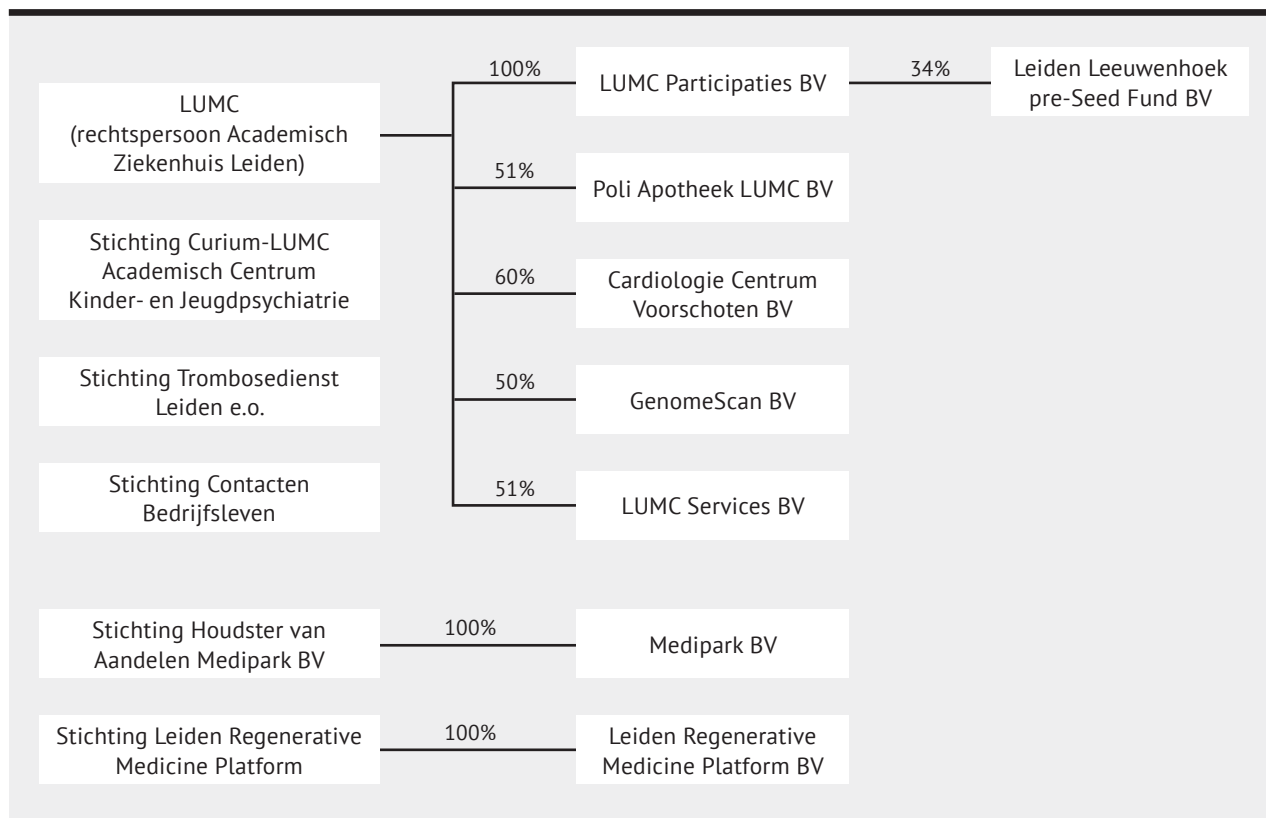 100%
LUMC Participaties BV
34%
Leiden Leeuwenhoek
pre-Seed Fund BV
LUMC
(rechtspersoon Academisch
Ziekenhuis Leiden)
51%
Poli Apotheek LUMC BV
Stichting Curium-LUMC
Academisch Centrum
Kinder- en Jeugdpsychiatrie
60%
Cardiologie Centrum
Voorschoten BV
Stichting Trombosedienst
Leiden e.o.
50%
GenomeScan BV
Stichting Contacten
Bedrijfsleven
51%
LUMC Services BV
Stichting Houdster van
Aandelen Medipark BV
100%
Medipark BV
Stichting Leiden Regenerative
Medicine Platform
100%
Leiden Regenerative
Medicine Platform BV